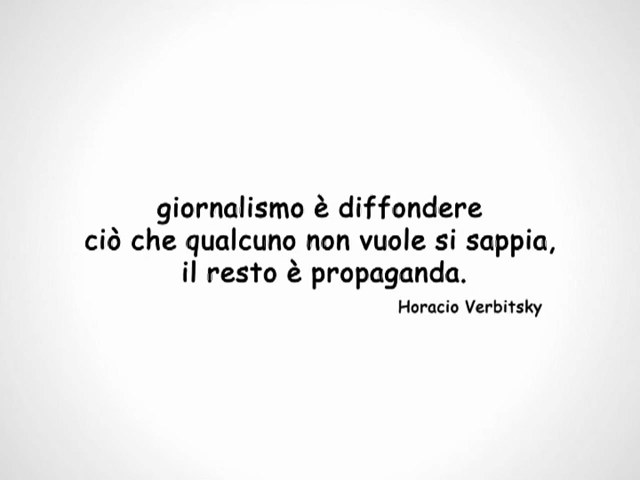 giornalismo è diffondere
ciò che qualcuno non vuole si sappia,
il resto è propaganda.
Horacio Verbitsky